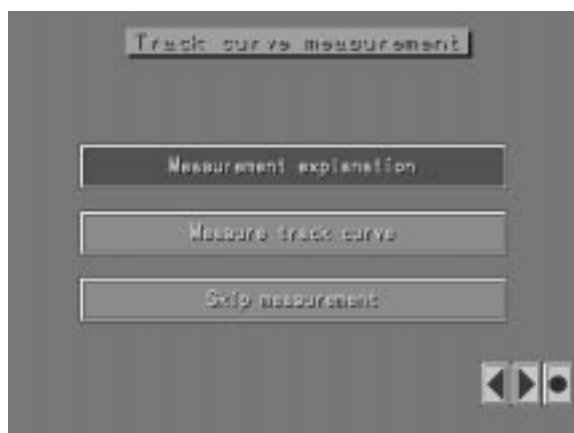 Track curve measurement
Measurement explanation
Measure track curve
Skip measurement